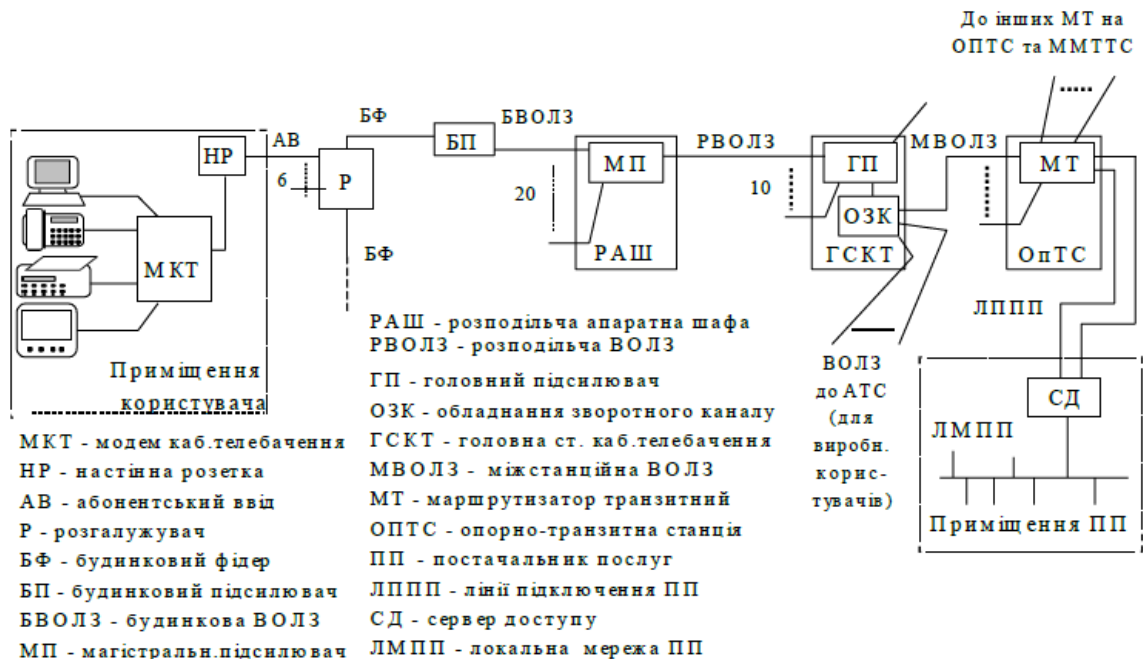 До інших МТ на
ОПТС та ММТТС
БФ
БВОЛЗ
АВ
НР
БП
РВОЛЗ
МВОЛЗ
МП
ГП
МТ
6
Р
20
10
ОЗК
МКТ
БФ
РАШ
ГСКТ
ОпТС
ЛППП
Приміщення
користувача
ВОЛЗ
до АТС
(для
виробн.
корис-
тувачів)
СД
ЛМПП
Приміщення ПП
МКТ - модем каб.телебачення
НР - настінна розетка
АВ - абонентський ввід
Р - розгалужувач
БФ - будинковий фідер
БП - будинковий підсилювач
БВОЛЗ - будинкова ВОЛЗ
МП - магістральн.підсилювач
РАШ - розподільча апаратна шафа
РВОЛЗ - розподільча ВОЛЗ
ГП - головний підсилювач
ОЗК - обладнання зворотного каналу
ГСКТ - головна ст. каб.телебачення
МВОЛЗ - міжстанційна ВОЛЗ
МТ - маршрутизатор транзитний
ОПТС - опорно-транзитна станція
ПП - постачальник послуг
ЛППП - лінії підключення ПП
СД - сервер доступу
ЛМПП - локальна мережа ПП